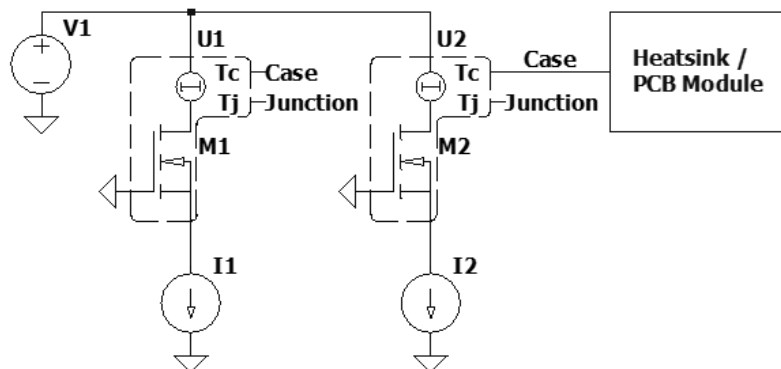 V1
U1
Tc
Case
Tj
Junction
M1
I1
U2
Tc
Case
Tj
Junction
M2
I2
Heatsink /
PCB Module